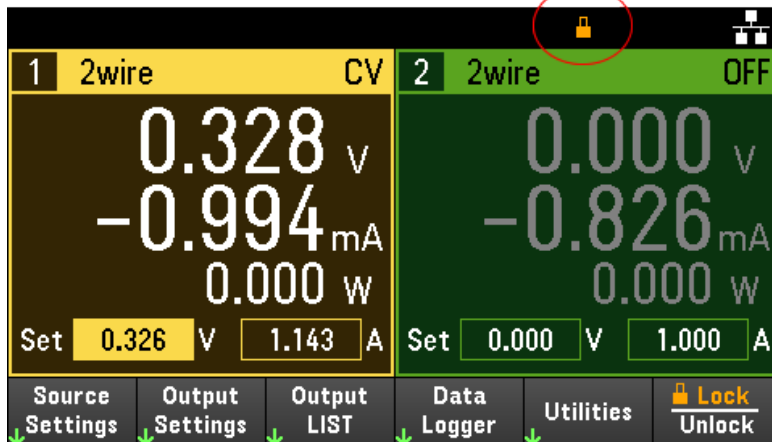 1 2wire CV
0.328 V
-0.994 mA
0.000 W
Set 0.326 V 1.143 A
2 2wire OFF
0.000 V
-0.826 mA
0.000 W
Set 0.000 V 1.000 A
Source Settings
Output Settings
Output LIST
Data Logger
Utilities
Lock
Unlock